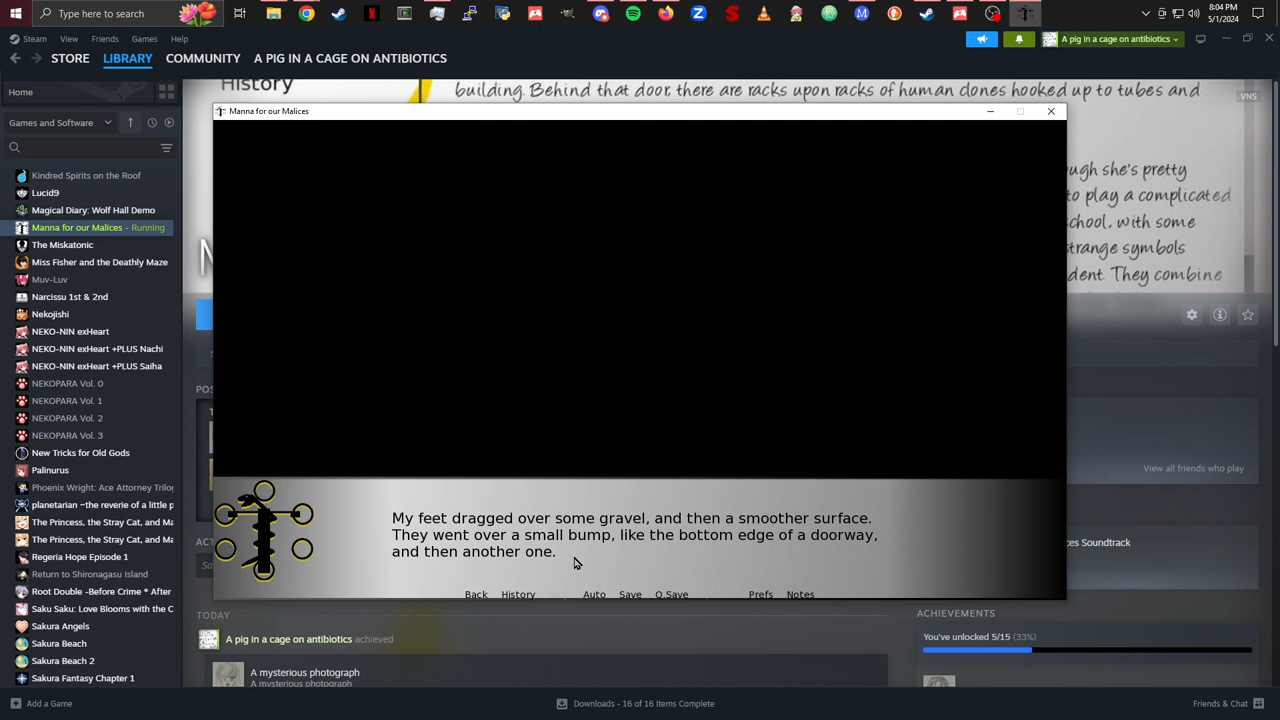 Type here to search
8:04 PM
5/1/2024
Steam View Friends Games Help
A pig in a cage on antibiotics
STORE LIBRARY COMMUNITY A PIG IN A CAGE ON ANTIBIOTICS
Home
History
building. Behind that door, there are racks upon racks of human clones hooked up to tubes and
VNS
Manna for our Malices
Games and Software
Kindred Spirits on the Roof
Lucid9
Magical Diary: Wolf Hall Demo
Manna for our Malices - Running
The Miskatonic
Miss Fisher and the Deathly Maze
Muv-Luv
Narcissu 1st & 2nd
Nekojishi
NEKO-NIN exHeart
NEKO-NIN exHeart +PLUS Nachi
NEKO-NIN exHeart +PLUS Saiha
NEKOPARA Vol. 0
NEKOPARA Vol. 1
NEKOPARA Vol. 2
NEKOPARA Vol. 3
New Tricks for Old Gods
Palinurus
Phoenix Wright: Ace Attorney Trilog
planetarian ~the reverie of a little p
The Princess, the Stray Cat, and Ma
The Princess, the Stray Cat, and Ma
Regeria Hope Episode 1
Return to Shironagasu Island
Root Double -Before Crime * After
Saku Saku: Love Blooms with the C
Sakura Angels
Sakura Beach
Sakura Beach 2
Sakura Fantasy Chapter 1
ough she's pretty
to play a complicated
school, with some
strange symbols
dent. They combine
POS
View all friends who play
ces Soundtrack
My feet dragged over some gravel, and then a smoother surface.
They went over a small bump, like the bottom edge of a doorway,
and then another one.
Back History Auto Save Q.Save Prefs Notes
TODAY
A pig in a cage on antibiotics achieved
A mysterious photograph
A mysterious photograph
ACHIEVEMENTS
You've unlocked 5/15 (33%)
Add a Game
Downloads - 16 of 16 Items Complete
Friends & Chat